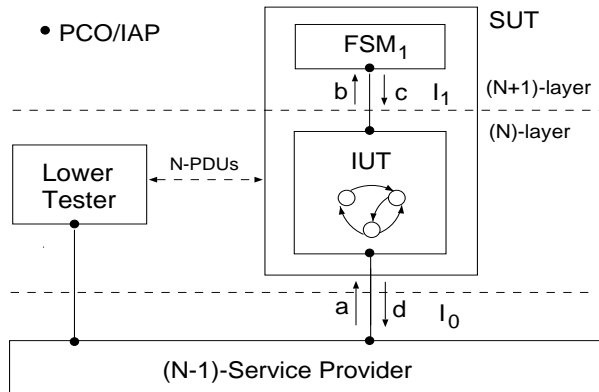 SUT
PCO/IAP
FSM1
b
c
I1
(N+1)-layer
(N)-layer
Lower
Tester
N-PDUs
IUT
a
d
I0
(N-1)-Service Provider